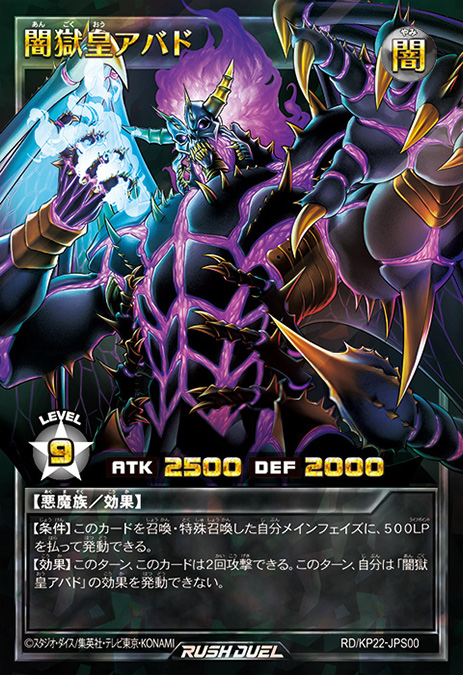 闇獄皇アバド
闇
LEVEL
9
ATK 2500 DEF 2000
【悪魔族/効果】
【条件】このカードを召喚・特殊召喚した自分メインフェイズに、500LP
を払って発動できる。
【効果】このターン、このカードは2回攻撃できる。このターン、自分は「闇獄
皇アバド」の効果を発動できない。
©スタジオ・ダイス/集英社・テレビ東京・KONAMI
RUSH DUEL
RD/KP22-JPS00